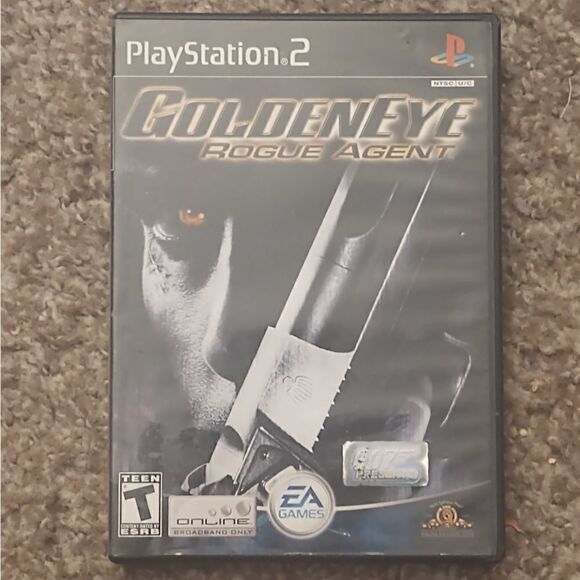 PlayStation®2
NTSC U/C
GOLDENEYE
ROGUE AGENT
TEEN
T
CONTENT RATED BY
ESRB
ONLINE
BROADBAND ONLY
EA
GAMES